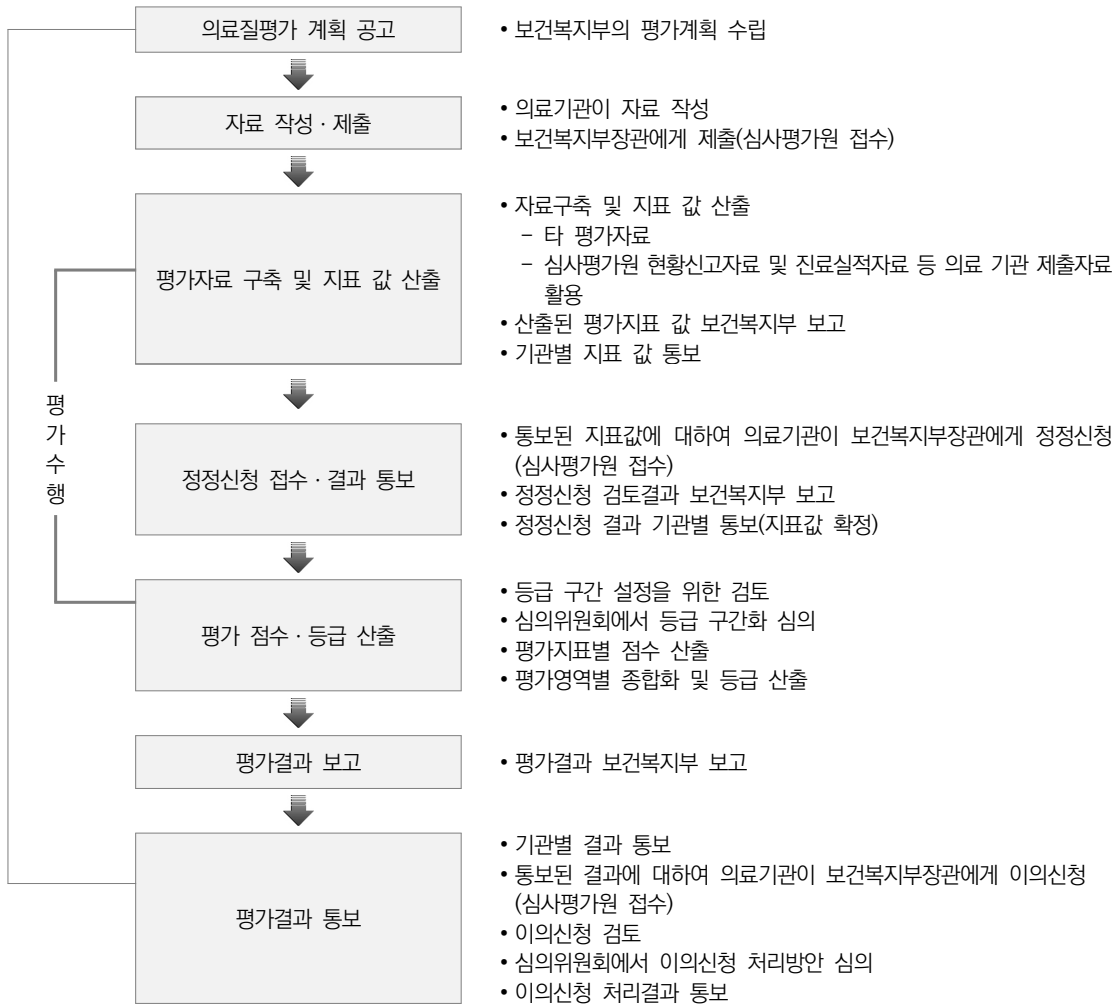 의료질평가 계획 공고
• 보건복지부의 평가계획 수립
자료 작성 · 제출
• 의료기관이 자료 작성
• 보건복지부장관에게 제출(심사평가원 접수)
평가자료 구축 및 지표 값 산출
• 자료구축 및 지표 값 산출
- 타 평가자료
- 심사평가원 현황신고자료 및 진료실적자료 등 의료 기관 제출자료
활용
• 산출된 평가지표 값 보건복지부 보고
• 기관별 지표 값 통보
평
가
수
행
정정신청 접수 · 결과 통보
• 통보된 지표값에 대하여 의료기관이 보건복지부장관에게 정정신청
(심사평가원 접수)
• 정정신청 검토결과 보건복지부 보고
• 정정신청 결과 기관별 통보(지표값 확정)
평가 점수 · 등급 산출
• 등급 구간 설정을 위한 검토
• 심의위원회에서 등급 구간화 심의
• 평가지표별 점수 산출
• 평가영역별 종합화 및 등급 산출
평가결과 보고
• 평가결과 보건복지부 보고
평가결과 통보
• 기관별 결과 통보
• 통보된 결과에 대하여 의료기관이 보건복지부장관에게 이의신청
(심사평가원 접수)
• 이의신청 검토
• 심의위원회에서 이의신청 처리방안 심의
• 이의신청 처리결과 통보